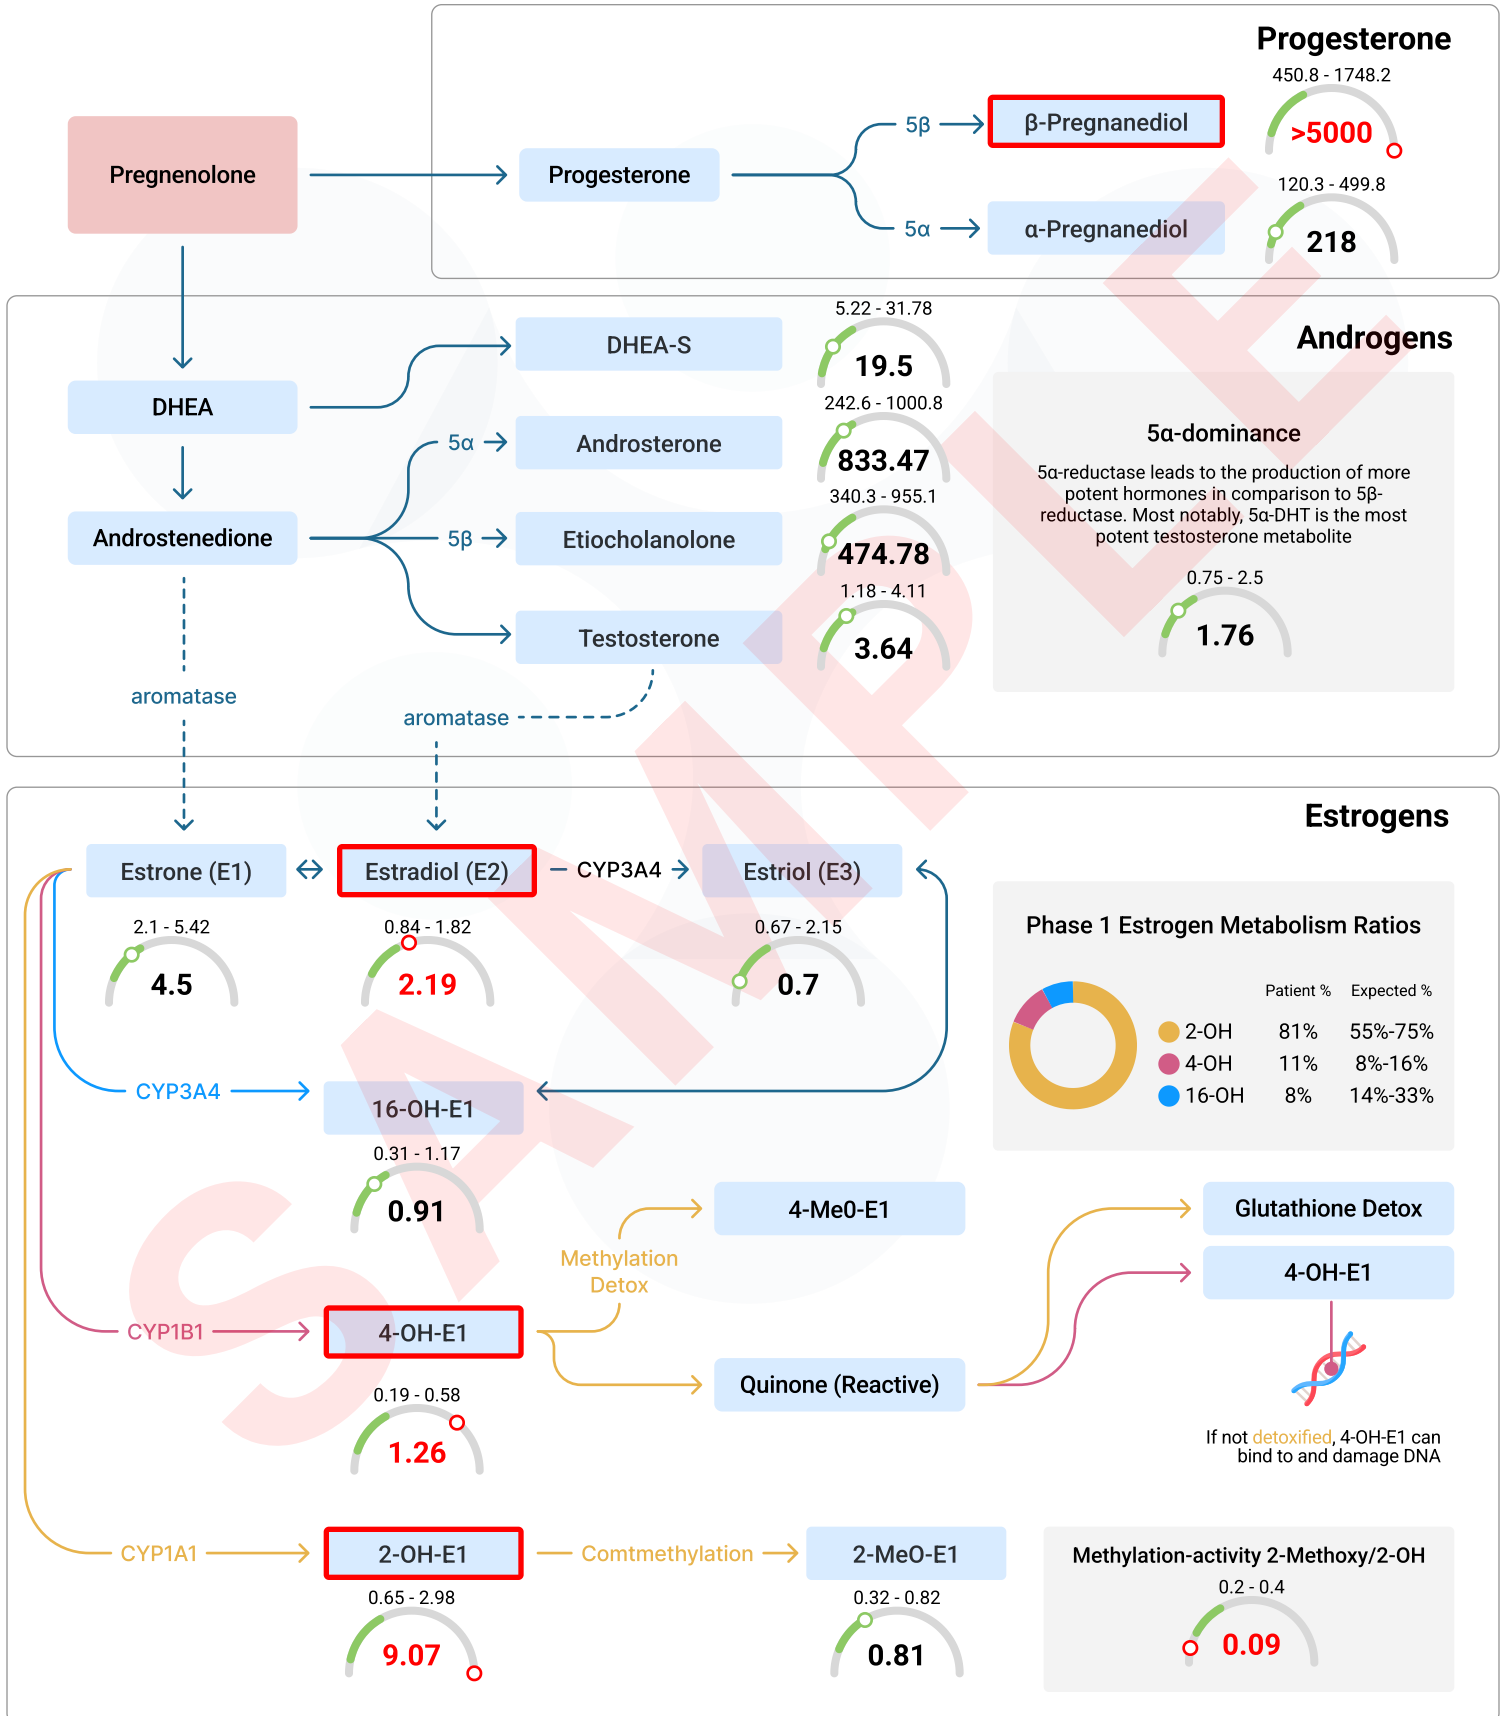 Progesterone
450.8 - 1748.2
5β
β-Pregnanediol
>5000
Pregnenolone
Progesterone
120.3 - 499.8
5α
α-Pregnanediol
218
5.22 - 31.78
Androgens
DHEA-S
19.5
DHEA
242.6 - 1000.8
5α
Androsterone
833.47
5α-dominance
5α-reductase leads to the production of more
potent hormones in comparison to 5β-
reductase. Most notably, 5α-DHT is the most
potent testosterone metabolite
340.3 - 955.1
Androstenedione
5β
Etiocholanolone
474.78
1.18 - 4.11
0.75 - 2.5
Testosterone
3.64
1.76
aromatase
aromatase
Estrogens
Estrone (E1)
Estradiol (E2)
CYP3A4
Estriol (E3)
2.1 - 5.42
0.84 - 1.82
0.67 - 2.15
4.5
2.19
0.7
Phase 1 Estrogen Metabolism Ratios
Patient % Expected %
2-OH 81% 55%-75%
4-OH 11% 8%-16%
16-OH 8% 14%-33%
CYP3A4
16-OH-E1
0.31 - 1.17
0.91
4-Me0-E1
Glutathione Detox
Methylation
Detox
4-OH-E1
CYP1B1
4-OH-E1
Quinone (Reactive)
0.19 - 0.58
1.26
If not detoxified, 4-OH-E1 can
bind to and damage DNA
CYP1A1
2-OH-E1
Comtmethylation
2-MeO-E1
Methylation-activity 2-Methoxy/2-OH
0.65 - 2.98
0.32 - 0.82
0.2 - 0.4
9.07
0.81
0.09
SAMPLE